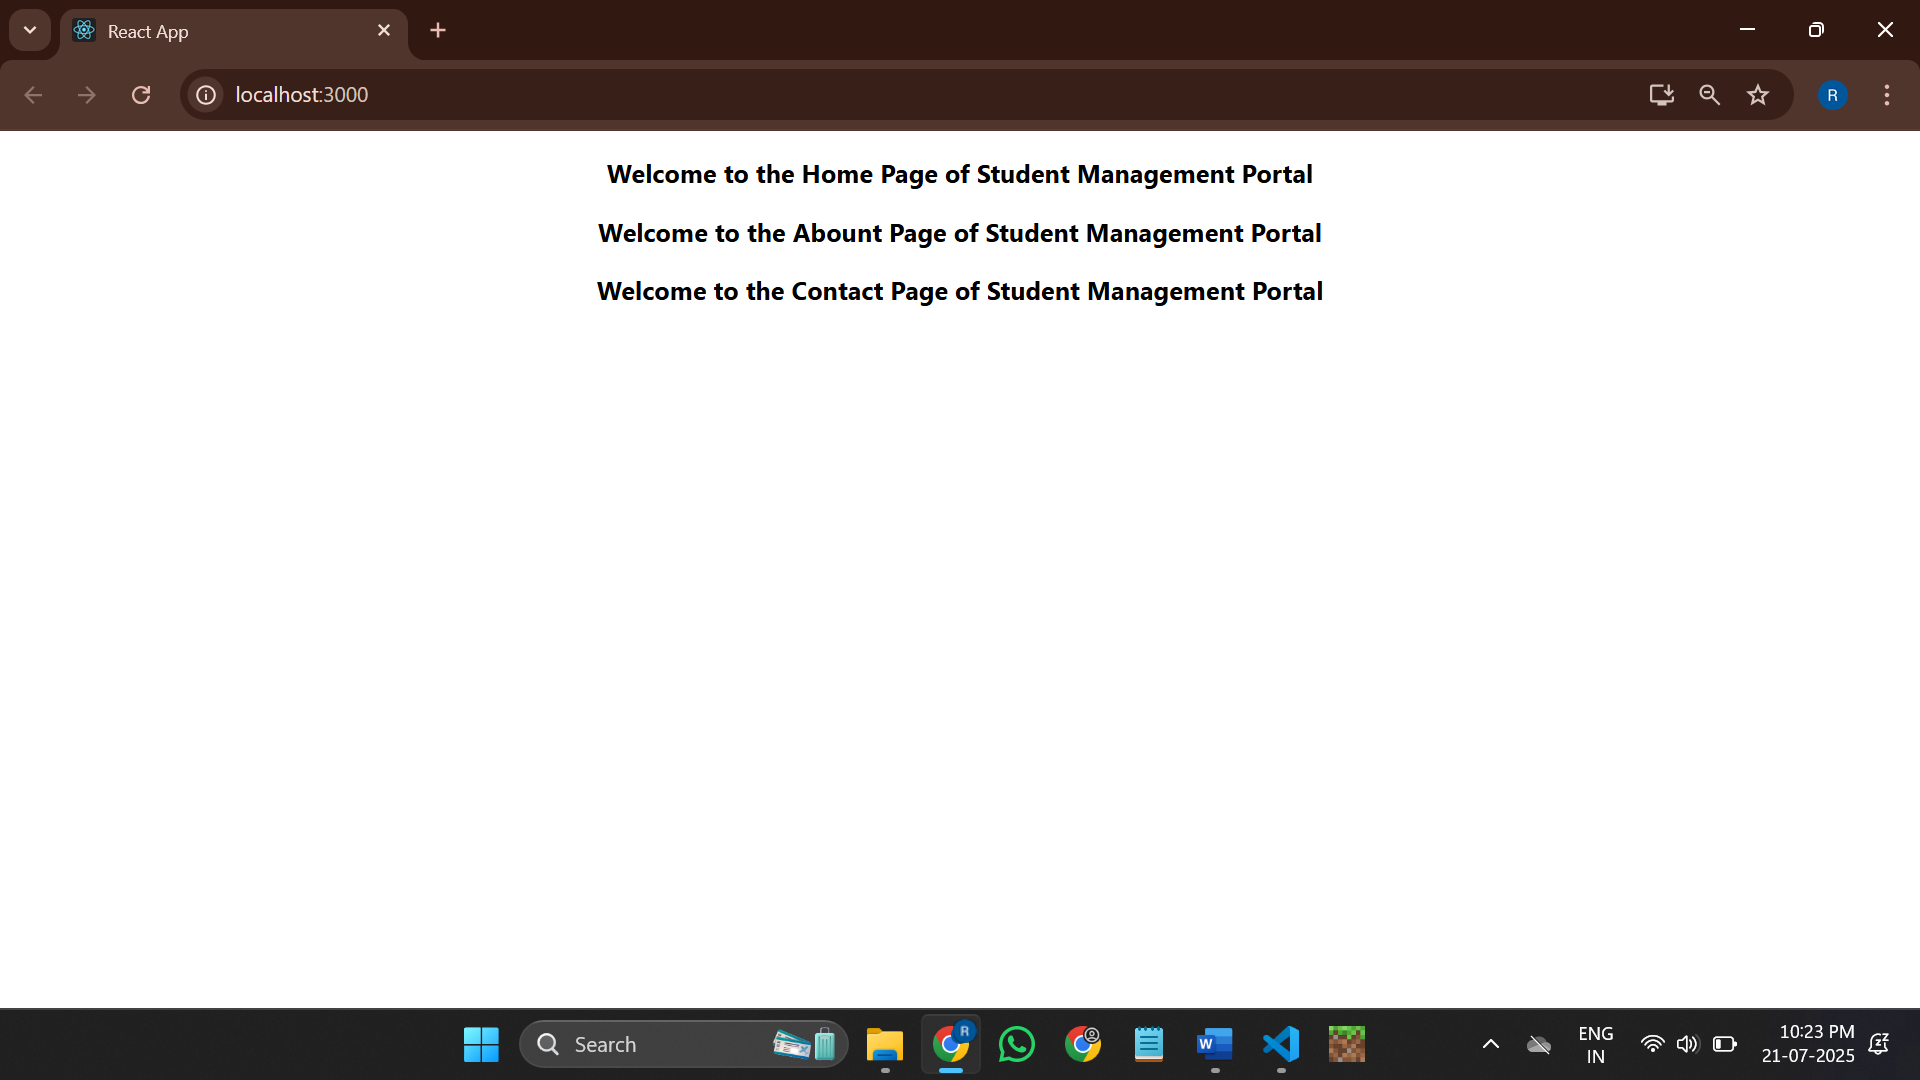 React App
localhost:3000
R
Welcome to the Home Page of Student Management Portal
Welcome to the Abount Page of Student Management Portal
Welcome to the Contact Page of Student Management Portal
Search
R
W
ENG
IN
10:23 PM
21-07-2025